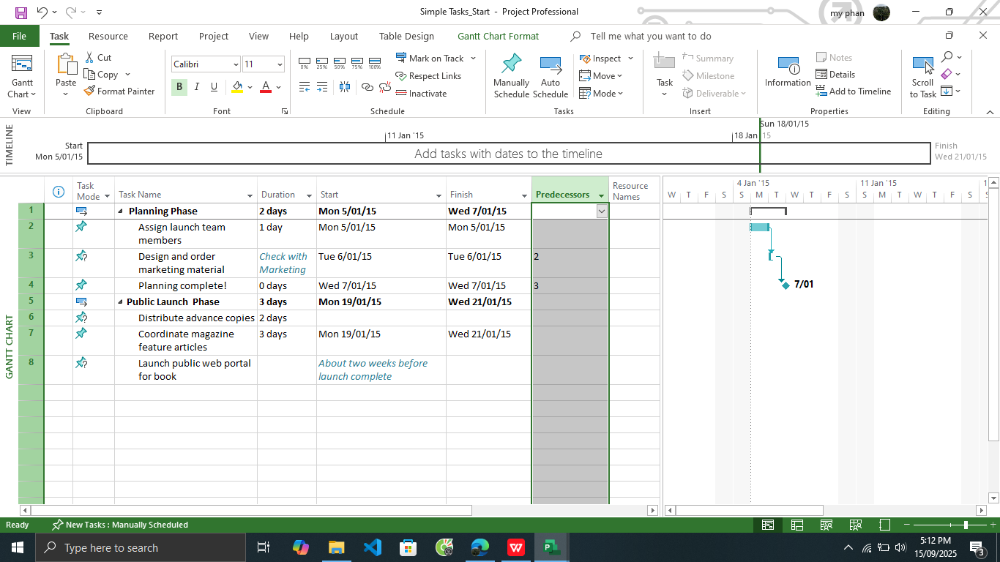 Simple Tasks_Start - Project Professional
my phan
File Task Resource Report Project View Help Layout Table Design Gantt Chart Format Tell me what you want to do
Gantt Chart
View
Paste
Cut
Copy
Format Painter
Clipboard
Calibri 11
B I U A
Font
0% 25% 50% 75% 100%
Mark on Track
Respect Links
Inactivate
Schedule
Manually Schedule
Auto Schedule
Inspect
Move
Mode
Tasks
Task
Summary
Milestone
Deliverable
Insert
Information
Notes
Details
Add to Timeline
Properties
Scroll to Task
Editing
TIMELINE
Sun 18/01/15
11 Jan '15 18 Jan '15
Start
Mon 5/01/15
Add tasks with dates to the timeline
Finish
Wed 21/01/15
GANTT CHART
Task Mode Task Name Duration Start Finish Predecessors Resource Names
4 Jan '15 11 Jan '15 1
W T F S S M T W T F S S M T W T F S S
1 Planning Phase 2 days Mon 5/01/15 Wed 7/01/15
2 Assign launch team members 1 day Mon 5/01/15 Mon 5/01/15
3 Design and order marketing material Check with Marketing Tue 6/01/15 Tue 6/01/15 2
4 Planning complete! 0 days Wed 7/01/15 Wed 7/01/15 3
7/01
5 Public Launch Phase 3 days Mon 19/01/15 Wed 21/01/15
6 Distribute advance copies 2 days
7 Coordinate magazine feature articles 3 days Mon 19/01/15 Wed 21/01/15
8 Launch public web portal for book About two weeks before launch complete
Ready New Tasks : Manually Scheduled
Type here to search
5:12 PM
15/09/2025
3